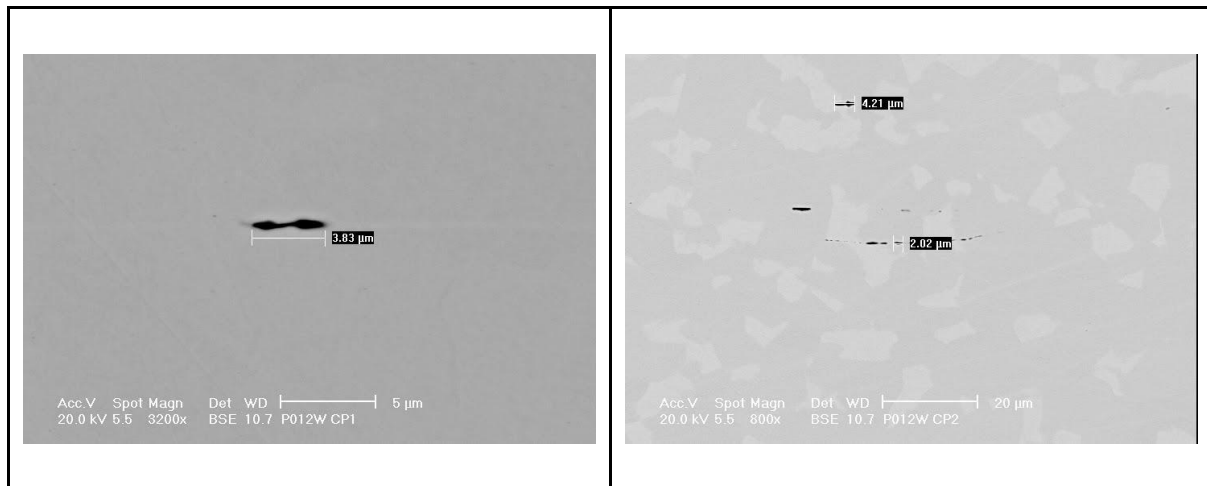 3.83 µm
Acc.V Spot Magn Det WD 5 µm
20.0 kV 5.5 3200x BSE 10.7 P012W CP1
4.21 µm
2.02 µm
Acc.V Spot Magn Det WD 20 µm
20.0 kV 5.5 800x BSE 10.7 P012W CP2